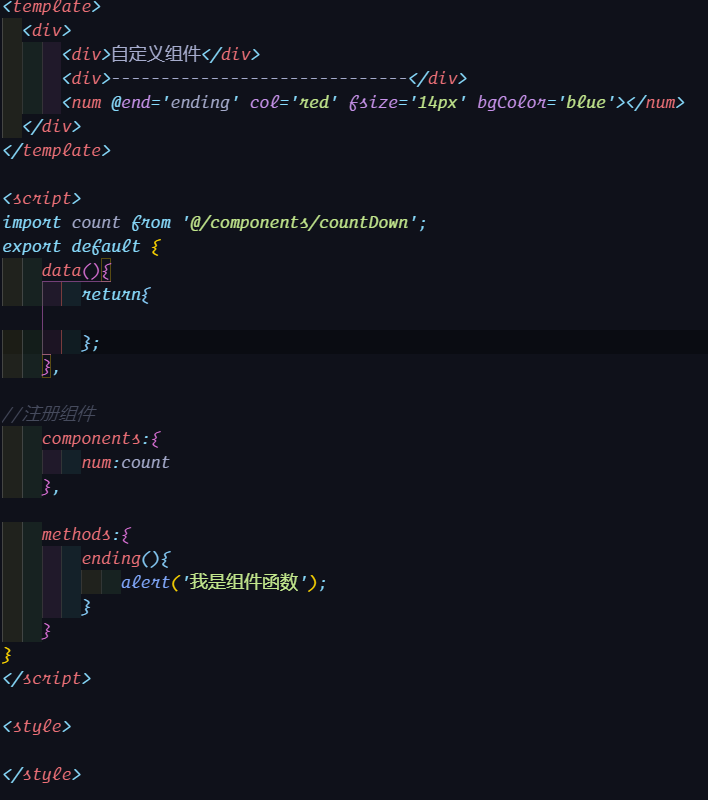 <template>
<div>
<div>自定义组件</div>
<div>------------------------------</div>
<num @end='ending' col='red' fsize='14px' bgColor='blue'></num>
</div>
</template>
<script>
import count from '@/components/countDown';
export default {
data(){
return{
};
},
//注册组件
components:{
num:count
},
methods:{
ending(){
alert('我是组件函数');
}
}
}
</script>
<style>
</style>